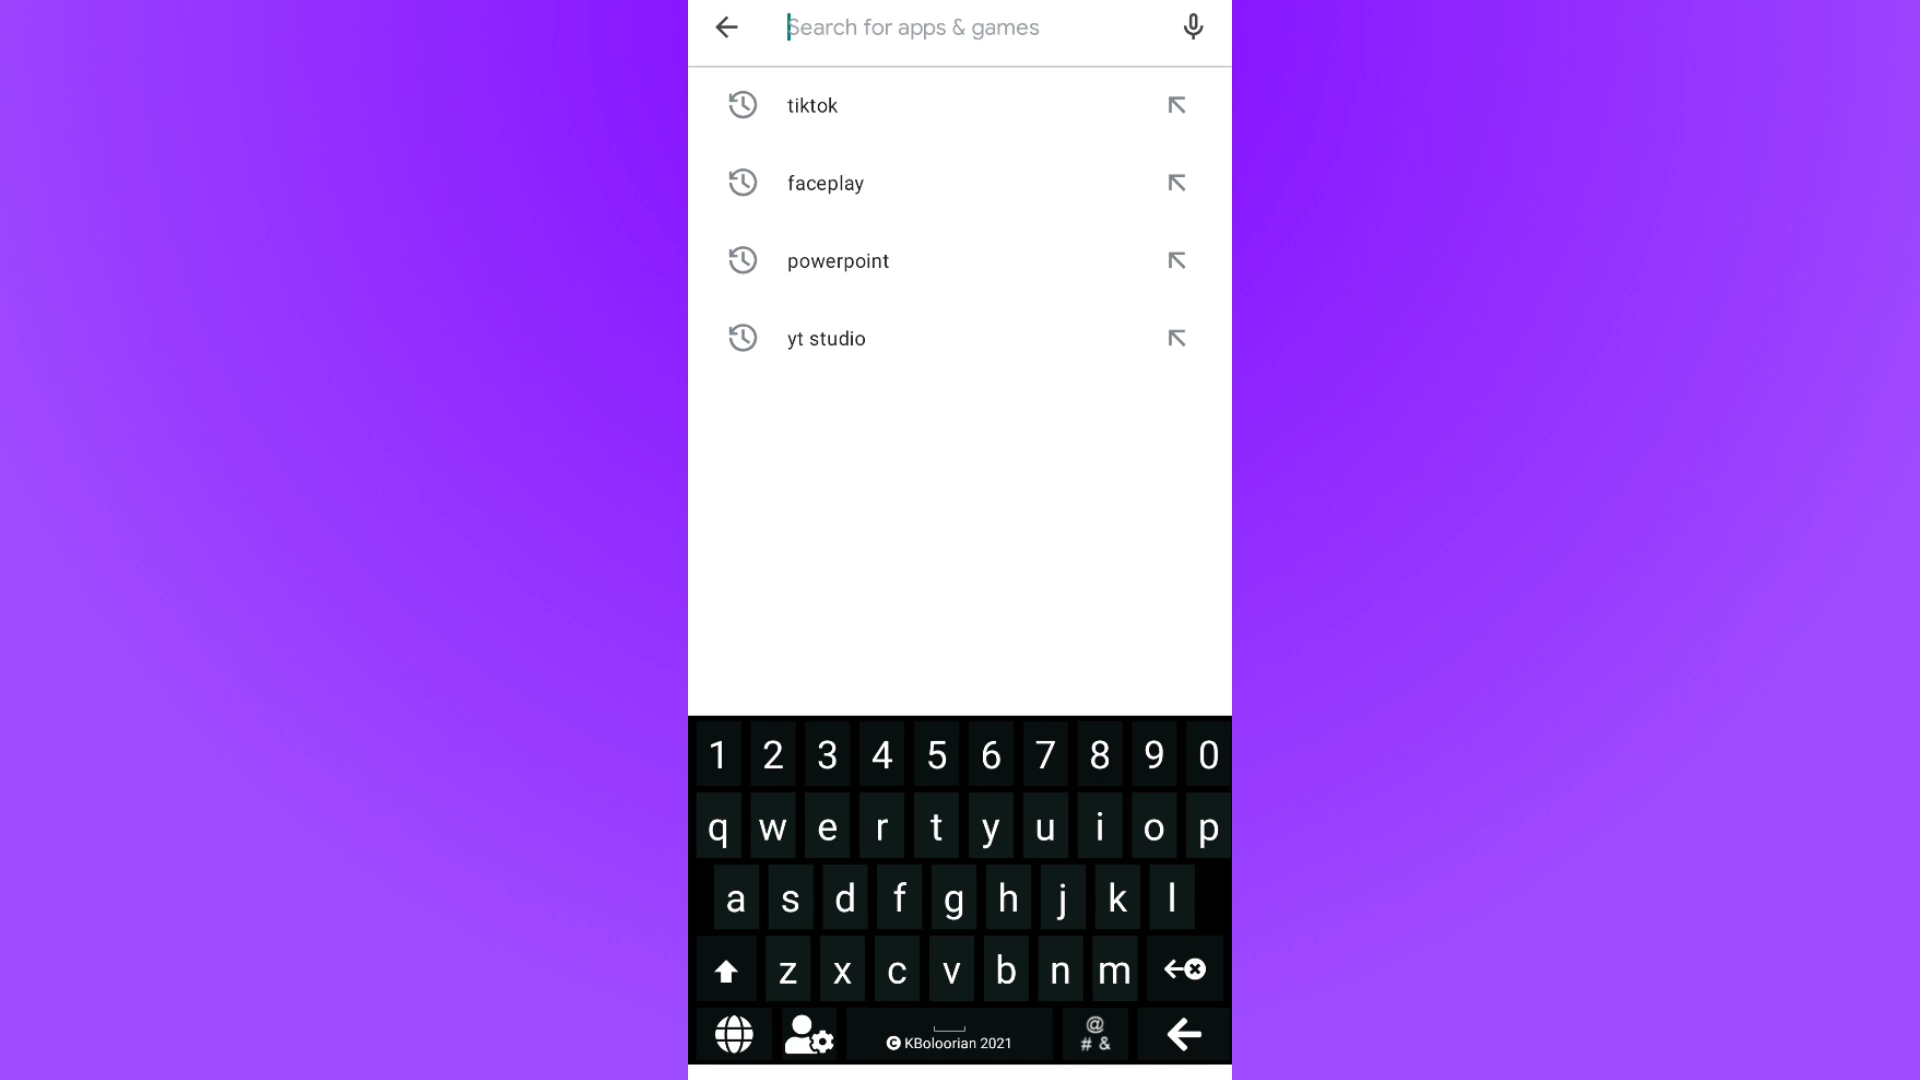 Search for apps & games
tiktok
faceplay
powerpoint
yt studio
1 2 3 4 5 6 7 8 9 0
q w e r t y u i o p
a s d f g h j k l
z x c v b n m
@
© KBoloorian 2021 # &